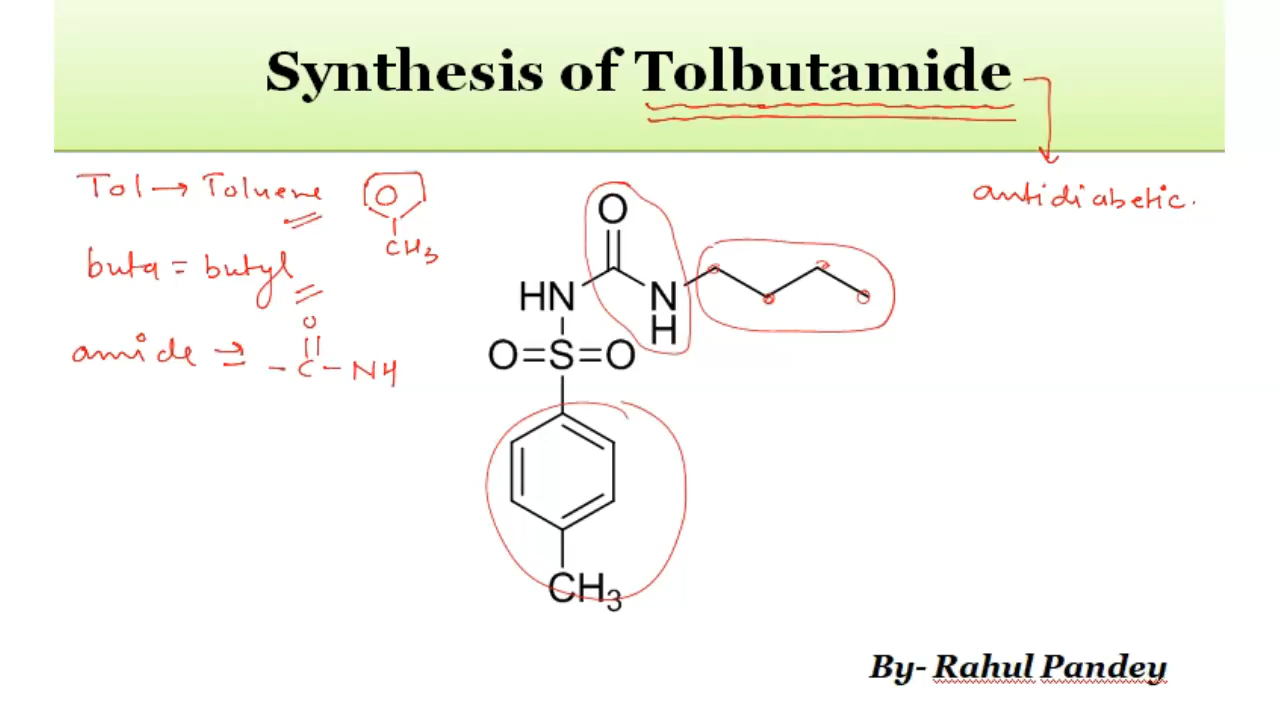 Synthesis of Tolbutamide
antidiabetic.
Tol → Toluene
CH3
buta = butyl
amide → O
- C - NH
O
HN
N
H
O=S=O
CH3
By- Rahul Pandey